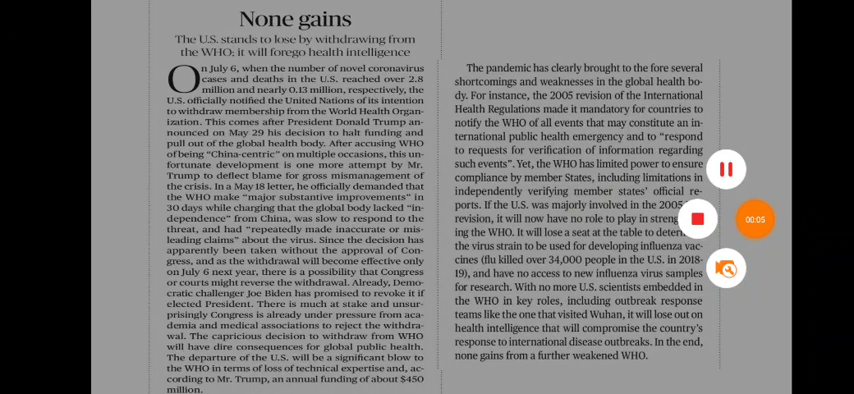 None gains
The U.S. stands to lose by withdrawing from
the WHO; it will forego health intelligence
On July 6, when the number of novel coronavirus
cases and deaths in the U.S. reached over 2.8
million and nearly 0.13 million, respectively, the
U.S. officially notified the United Nations of its intention
to withdraw membership from the World Health Organ-
ization. This comes after President Donald Trump an-
nounced on May 29 his decision to halt funding and
pull out of the global health body. After accusing WHO
of being “China-centric” on multiple occasions, this un-
fortunate development is one more attempt by Mr.
Trump to deflect blame for gross mismanagement of
the crisis. In a May 18 letter, he officially demanded that
the WHO make “major substantive improvements” in
30 days while charging that the global body lacked “in-
dependence” from China, was slow to respond to the
threat, and had “repeatedly made inaccurate or mis-
leading claims” about the virus. Since the decision has
apparently been taken without the approval of Con-
gress, and as the withdrawal will become effective only
on July 6 next year, there is a possibility that Congress
or courts might reverse the withdrawal. Already, Demo-
cratic challenger Joe Biden has promised to revoke it if
elected President. There is much at stake and unsur-
prisingly Congress is already under pressure from aca-
demia and medical associations to reject the withdra-
wal. The capricious decision to withdraw from WHO
will have dire consequences for global public health.
The departure of the U.S. will be a significant blow to
the WHO in terms of loss of technical expertise and, ac-
cording to Mr. Trump, an annual funding of about $450
million.
The pandemic has clearly brought to the fore several
shortcomings and weaknesses in the global health bo-
dy. For instance, the 2005 revision of the International
Health Regulations made it mandatory for countries to
notify the WHO of all events that may constitute an in-
ternational public health emergency and to “respond
to requests for verification of information regarding
such events”. Yet, the WHO has limited power to ensure
compliance by member States, including limitations in
independently verifying member states’ official re-
ports. If the U.S. was majorly involved in the 2005
revision, it will now have no role to play in
ing the WHO. It will lose a seat at the table to
the virus strain to be used for developing influenza vac-
cines (flu killed over 34,000 people in the U.S. in 2018-
19), and have no access to new influenza virus samples
for research. With no more U.S. scientists embedded in
the WHO in key roles, including outbreak response
teams like the one that visited Wuhan, it will lose out on
health intelligence that will compromise the country’s
response to international disease outbreaks. In the end,
none gains from a further weakened WHO.
00:05